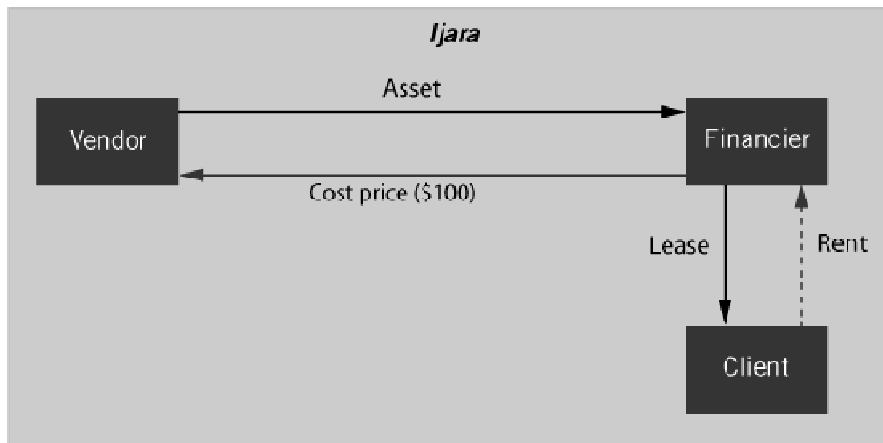 Ijara
Asset
Vendor
Financier
Cost price ($100)
Lease
Rent
Client